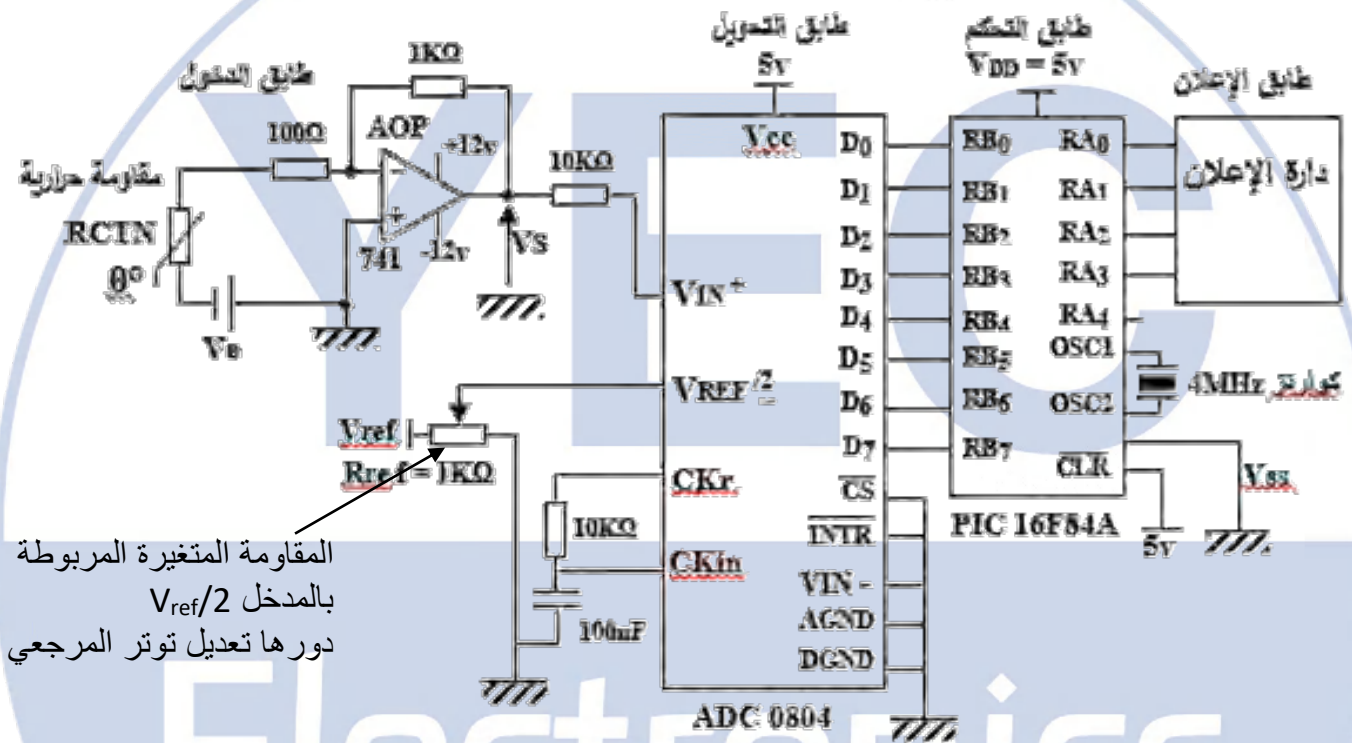 طابق التحويل
طابق التحكم
5v
VDD = 5v
طابق الإعلان
طابق الدخول
1KΩ
100Ω
AOP
+12v
-12v
741
10KΩ
مقاومة حرارية
RCTN
θ°
VS
Vcc
VIN +
VREF/2
Vref
Rref = 1KΩ
CKr
10KΩ
CKin
100nF
D0
D1
D2
D3
D4
D5
D6
D7
CS
INTR
VIN -
AGND
DGND
ADC 0804
RB0
RB1
RB2
RB3
RB4
RB5
RB6
RB7
RA0
RA1
RA2
RA3
RA4
OSC1
OSC2
CLR
PIC 16F84A
دارة الإعلان
4MHz كوارتز
Vss
5v
المقاومة المتغيرة المربوطة
بالمدخل Vref/2
دورها تعديل توتر المرجعي
YEC
Electronics